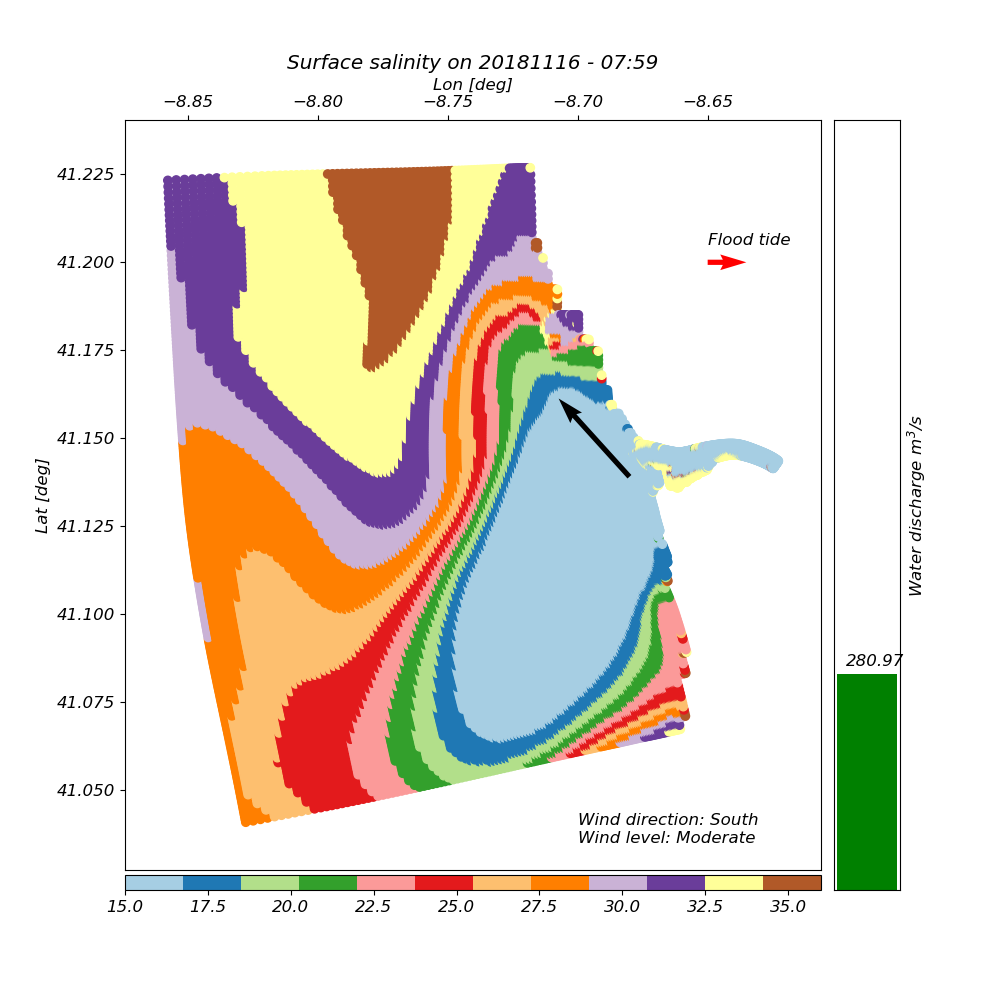 Surface salinity on 20181116 - 07:59
Lon [deg]
−8.85 −8.80 −8.75 −8.70 −8.65
41.225
41.200
41.175
41.150
41.125
41.100
41.075
41.050
Lat [deg]
Flood tide
Wind direction: South
Wind level: Moderate
280.97
Water discharge m³/s
15.0 17.5 20.0 22.5 25.0 27.5 30.0 32.5 35.0